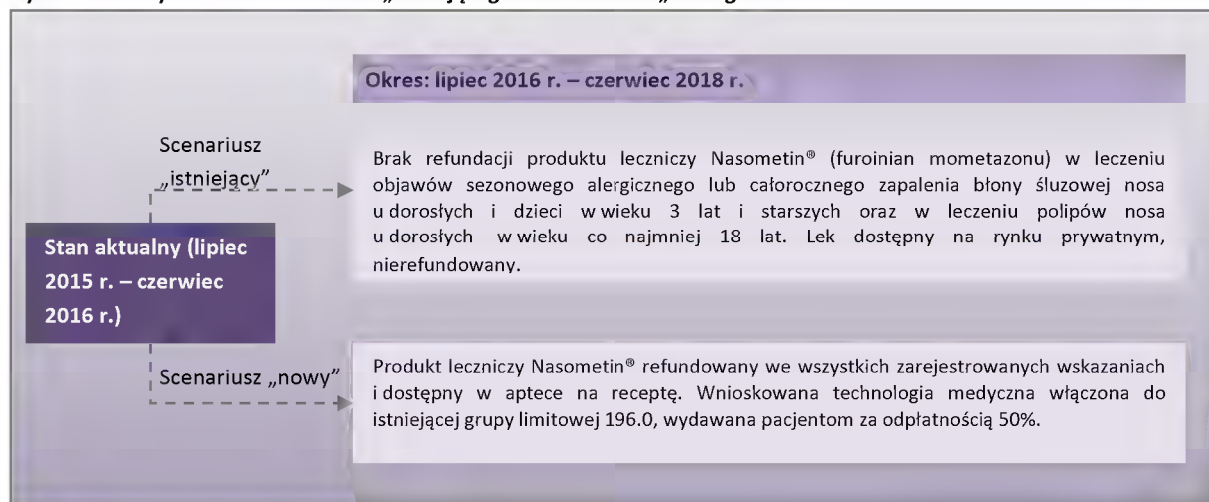 Okres: lipiec 2016 r. – czerwiec 2018 r.
Scenariusz
„istniejący”
Brak refundacji produktu leczniczy Nasometin® (furoinian mometazonu) w leczeniu
objawów sezonowego alergicznego lub całorocznego zapalenia błony śluzowej nosa
u dorosłych i dzieci w wieku 3 lat i starszych oraz w leczeniu polipów nosa
u dorosłych w wieku co najmniej 18 lat. Lek dostępny na rynku prywatnym,
nierefundowany.
Stan aktualny (lipiec
2015 r. – czerwiec
2016 r.)
Scenariusz „nowy”
Produkt leczniczy Nasometin® refundowany we wszystkich zarejestrowanych wskazaniach
i dostępny w aptece na receptę. Wnioskowana technologia medyczna włączona do
istniejącej grupy limitowej 196.0, wydawana pacjentom za odpłatnością 50%.